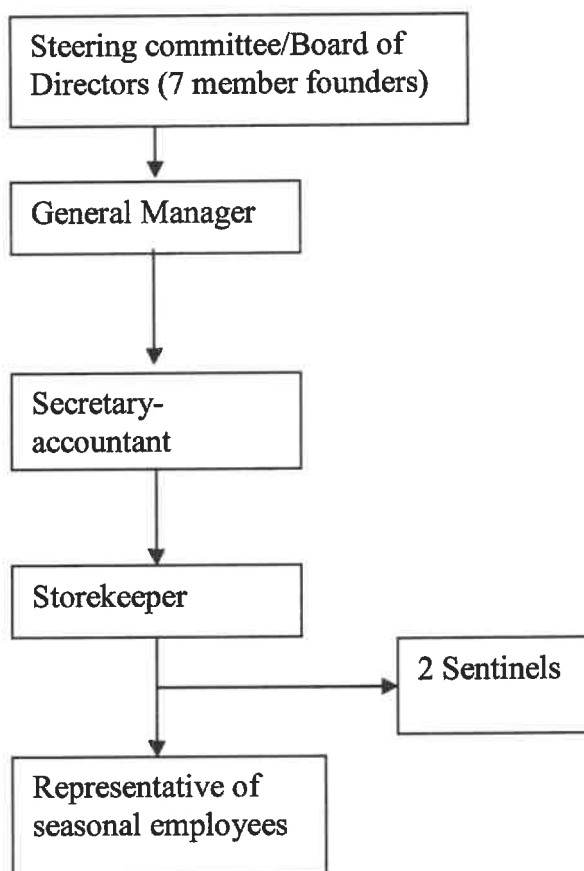 Steering committee/Board of
Directors (7 member founders)
General Manager
Secretary-
accountant
Storekeeper
2 Sentinels
Representative of
seasonal employees